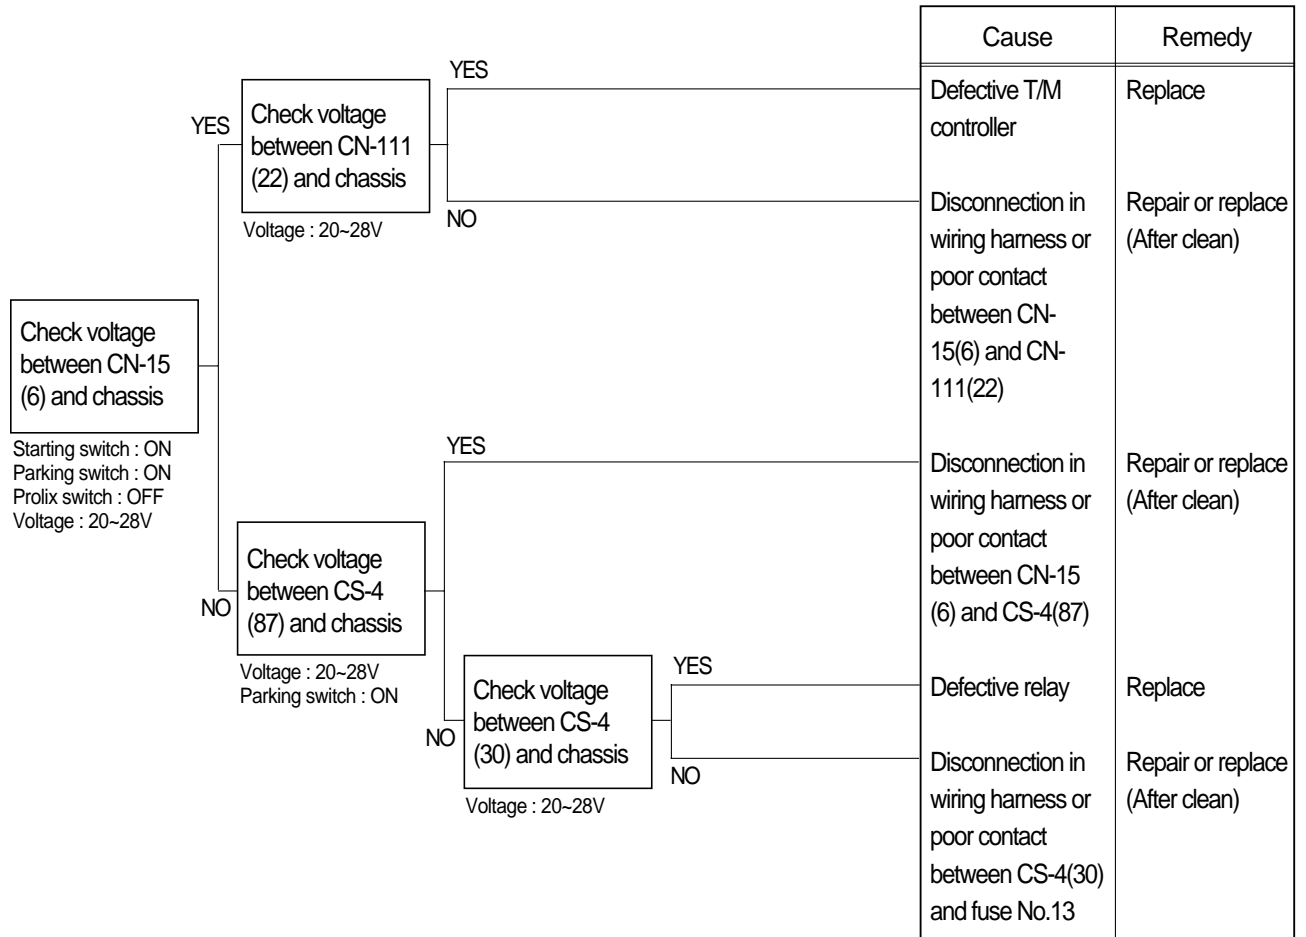 Cause
Remedy
YES
Defective T/M
controller
Replace
YES
Check voltage
between CN-111
(22) and chassis
NO
Voltage : 20~28V
Disconnection in
wiring harness or
poor contact
between CN-
15(6) and CN-
111(22)
Repair or replace
(After clean)
Check voltage
between CN-15
(6) and chassis
Starting switch : ON
Parking switch : ON
Prolix switch : OFF
Voltage : 20~28V
YES
Disconnection in
wiring harness or
poor contact
between CN-15
(6) and CS-4(87)
Repair or replace
(After clean)
NO
Check voltage
between CS-4
(87) and chassis
Voltage : 20~28V
Parking switch : ON
YES
Defective relay
Replace
NO
Check voltage
between CS-4
(30) and chassis
Voltage : 20~28V
NO
Disconnection in
wiring harness or
poor contact
between CS-4(30)
and fuse No.13
Repair or replace
(After clean)